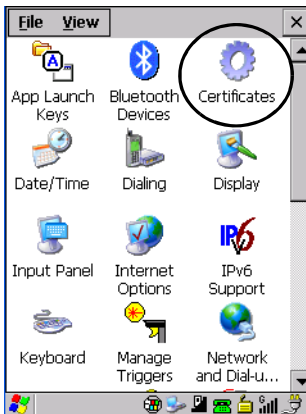 File View
App Launch Keys
Bluetooth Devices
Certificates
Date/Time
Dialing
Display
Input Panel
Internet Options
IPv6
IPv6 Support
Keyboard
Manage Triggers
Network and Dial-u...